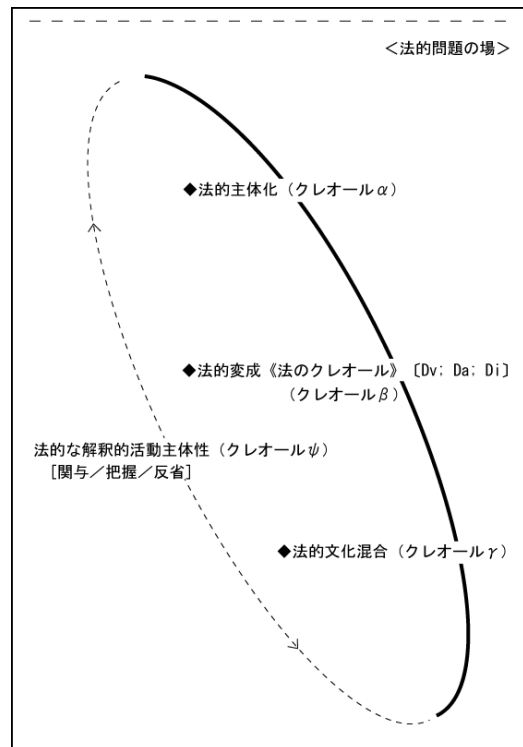 ＜法的問題の場＞
◆法的主体化（クレオールα）
◆法的変成《法のクレオール》〔Dv; Da; Di〕
（クレオールβ）
法的な解釈的活動主体性（クレオールψ）
［関与／把握／反省］
◆法的文化混合（クレオールγ）